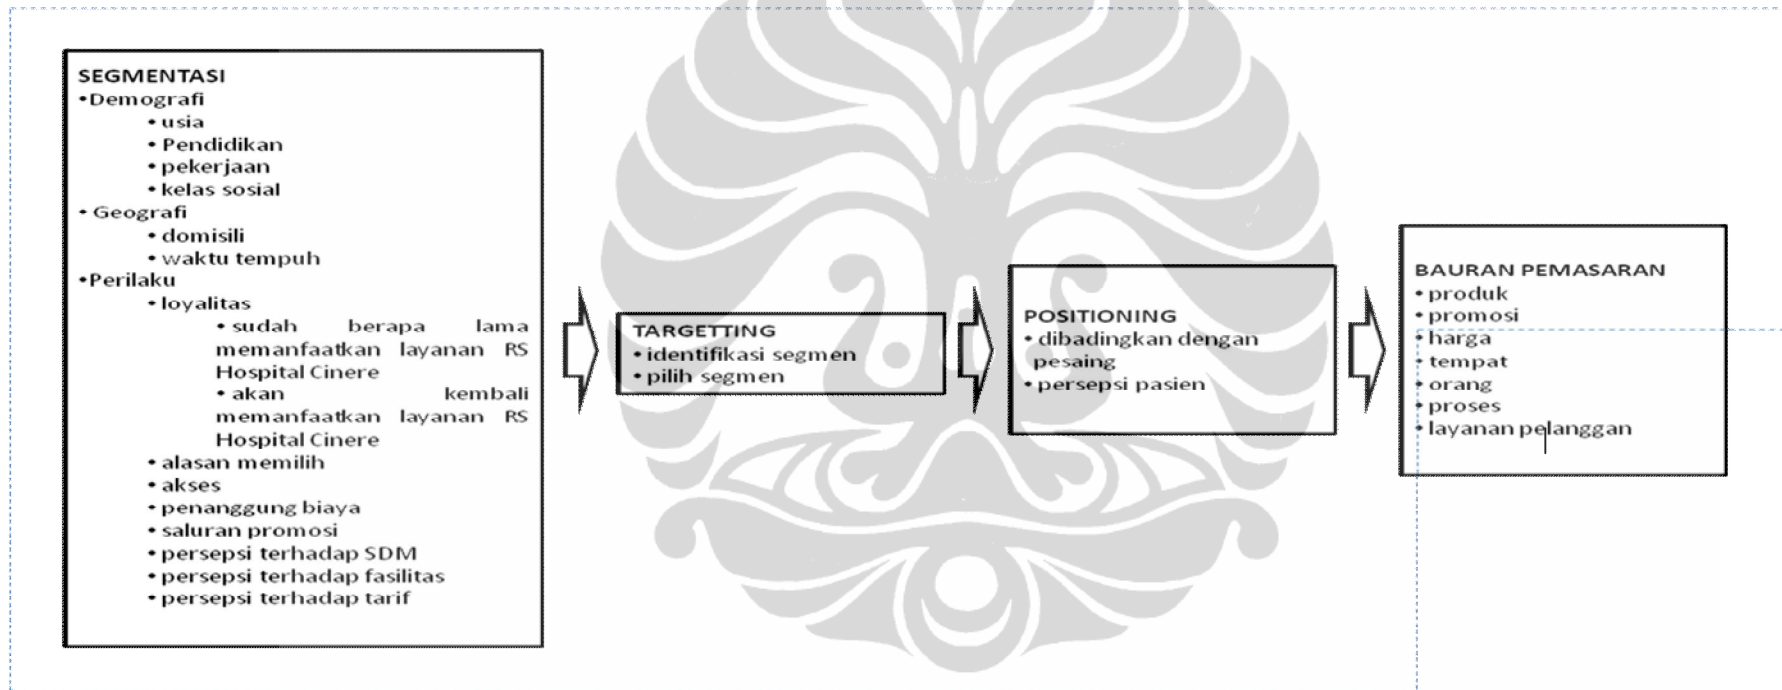 SEGMENTASI
•Demografi
• usia
• Pendidikan
• pekerjaan
• kelas sosial
• Geografi
• domisili
• waktu tempuh
•Perilaku
• loyalitas
• sudah berapa lama
memanfaatkan layanan RS
Hospital Cinere
• akan kembali
memanfaatkan layanan RS
Hospital Cinere
• alasan memilih
• akses
• penanggung biaya
• saluran promosi
• persepsi terhadap SDM
• persepsi terhadap fasilitas
• persepsi terhadap tarif
TARGETTING
• identifikasi segmen
• pilih segmen
POSITIONING
• dibadingkan dengan
pesaing
• persepsi pasien
BAURAN PEMASARAN
• produk
• promosi
• harga
• tempat
• orang
• proses
• layanan pelanggan